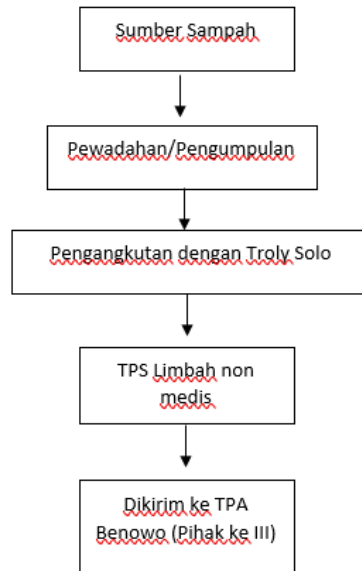 Sumber Sampah
Pewadahan/Pengumpulan
Pengangkutan dengan Troly Solo
TPS Limbah non
medis
Dikirim ke TPA
Benowo (Pihak ke III)